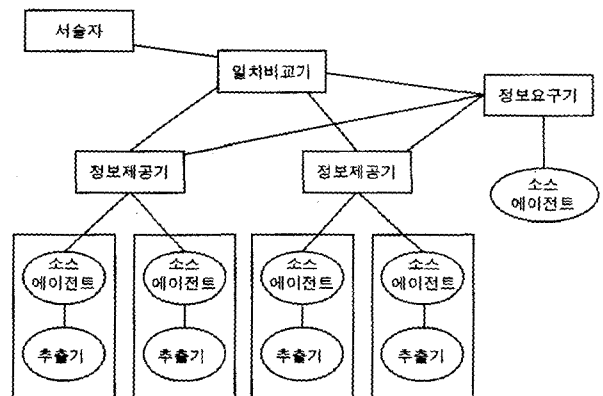 서술자
일치비교기
정보요구기
정보제공기
정보제공기
소스
에이전트
소스
에이전트
소스
에이전트
소스
에이전트
소스
에이전트
추출기
추출기
추출기
추출기